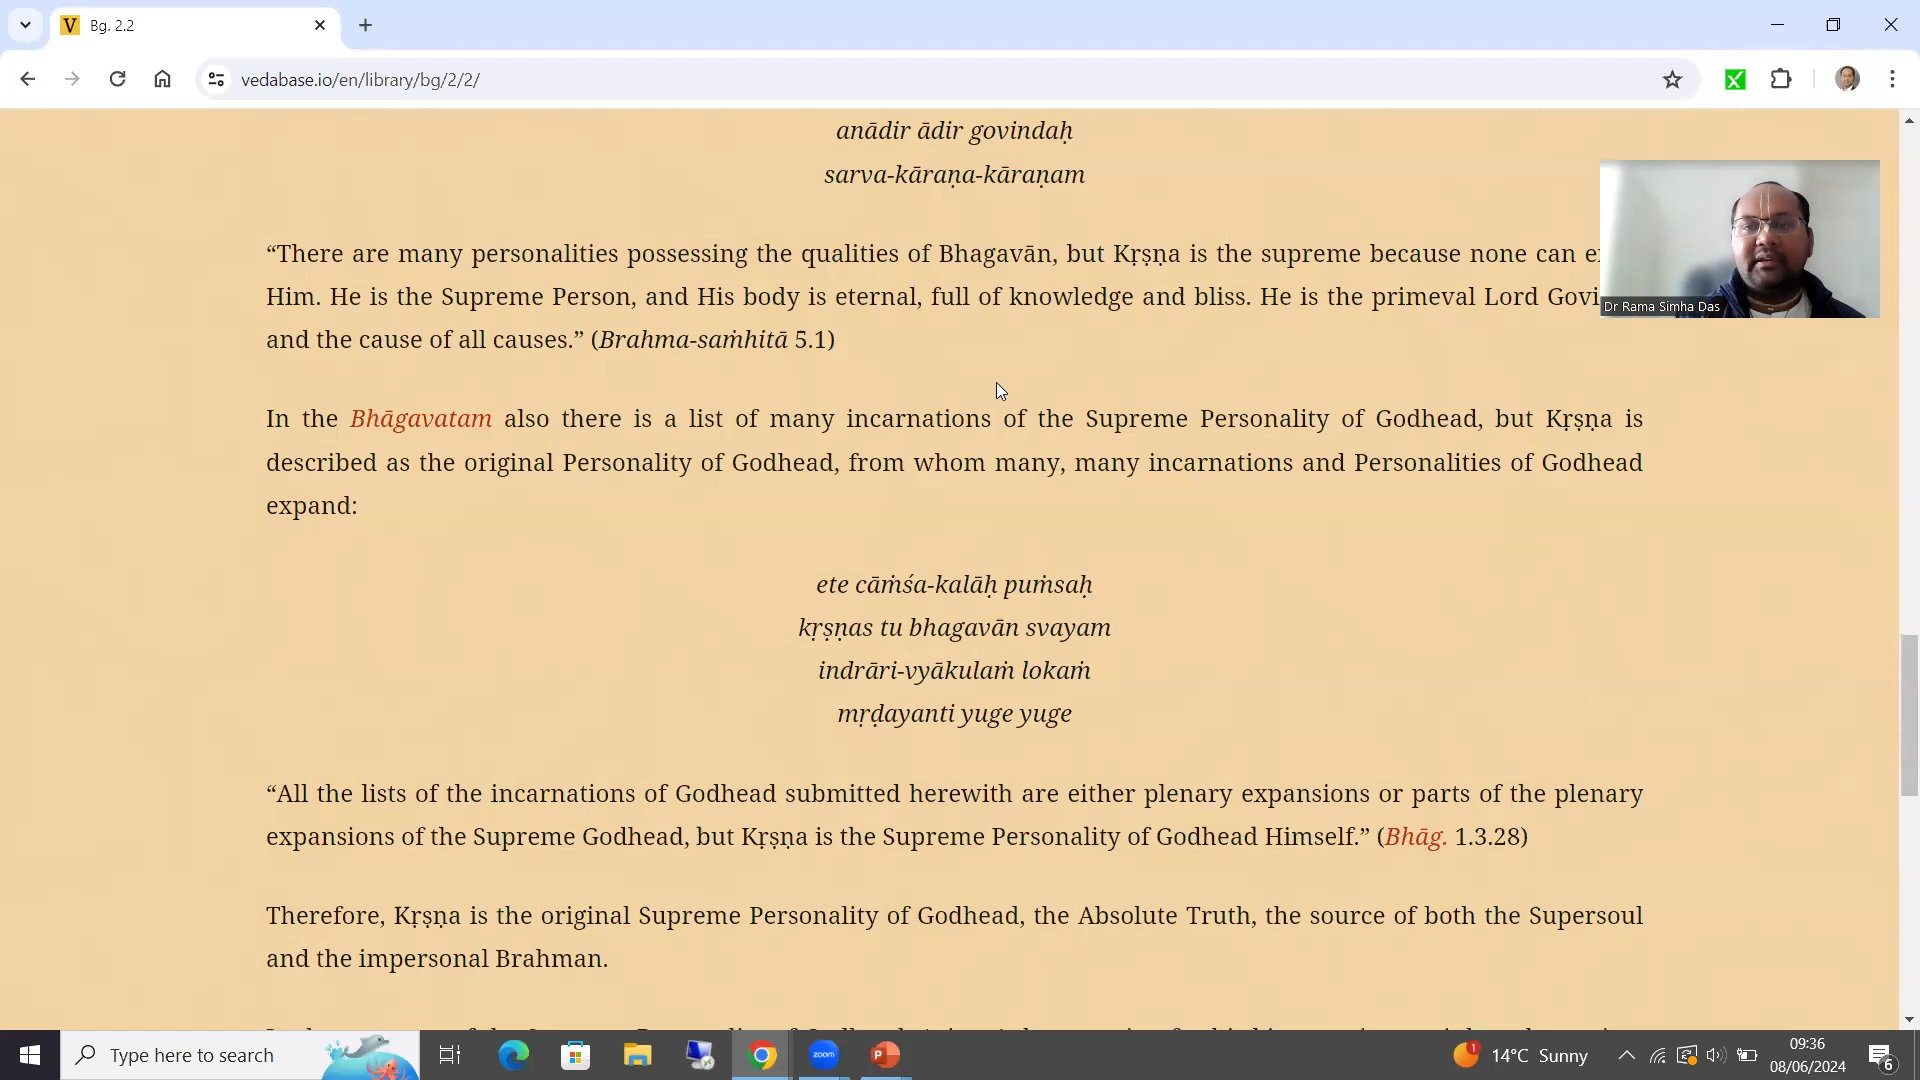 Bg. 2.2
vedabase.io/en/library/bg/2/2/
anādir ādir govindaḥ
sarva-kāraṇa-kāraṇam
“There are many personalities possessing the qualities of Bhagavān, but Kṛṣṇa is the supreme because none can
Him. He is the Supreme Person, and His body is eternal, full of knowledge and bliss. He is the primeval Lord
and the cause of all causes.” (Brahma-saṁhitā 5.1)
Dr Rama Simha Das
In the Bhāgavatam also there is a list of many incarnations of the Supreme Personality of Godhead, but Kṛṣṇa is
described as the original Personality of Godhead, from whom many, many incarnations and Personalities of Godhead
expand:
ete cāṁśa-kalāḥ puṁsaḥ
kṛṣṇas tu bhagavān svayam
indrāri-vyākulaṁ lokaṁ
mṛḍayanti yuge yuge
“All the lists of the incarnations of Godhead submitted herewith are either plenary expansions or parts of the plenary
expansions of the Supreme Godhead, but Kṛṣṇa is the Supreme Personality of Godhead Himself.” (Bhāg. 1.3.28)
Therefore, Kṛṣṇa is the original Supreme Personality of Godhead, the Absolute Truth, the source of both the Supersoul
and the impersonal Brahman.
Type here to search
zoom
1
14°C Sunny
09:36
08/06/2024
6